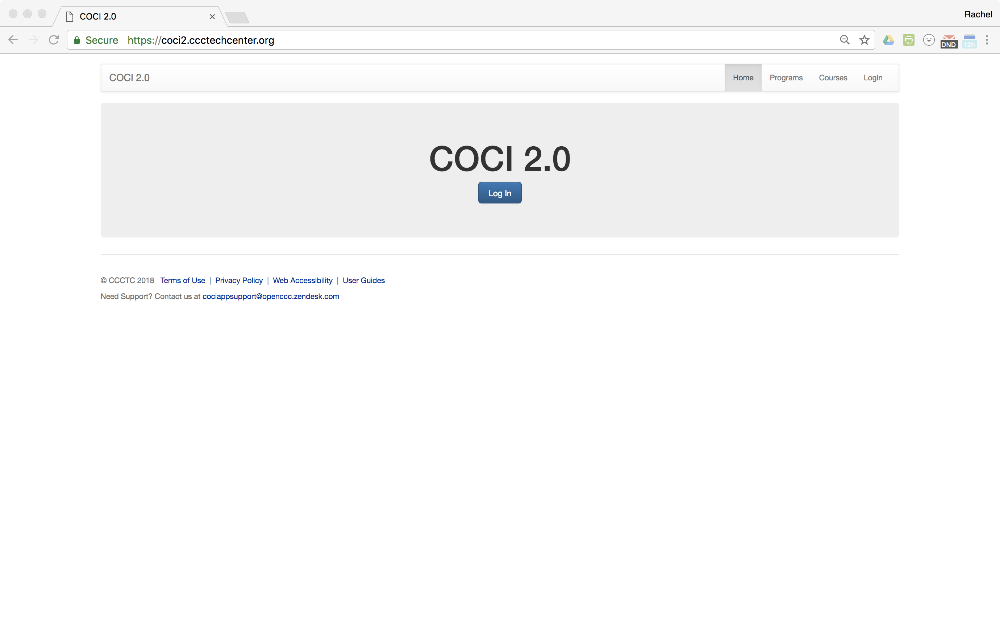 COCI 2.0
Rachel
Secure https://coci2.ccctechcenter.org
DND
12h
COCI 2.0 Home Programs Courses Login
COCI 2.0
Log In
© CCCTC 2018 Terms of Use | Privacy Policy | Web Accessibility | User Guides
Need Support? Contact us at cociappsupport@openccc.zendesk.com